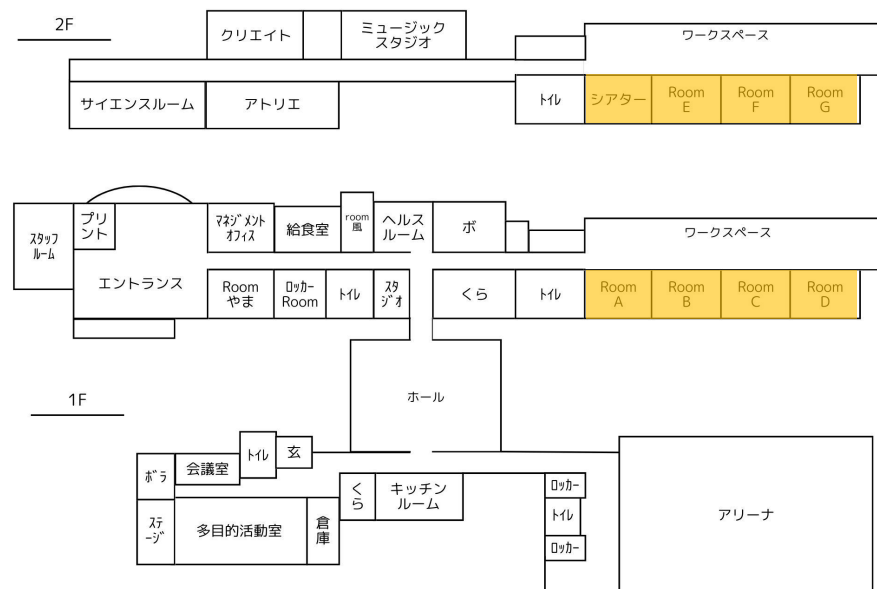 2F
クリエイト
ミュージック
スタジオ
ワークスペース
サイエンスルーム
アトリエ
トイレ
シアター
Room
E
Room
F
Room
G
スタッフ
ルーム
プリ
ント
エントランス
マネジメント
オフィス
給食室
room
風
ヘルス
ルーム
ボ
ワークスペース
Room
やま
ロッカー
Room
トイレ
スタ
ジオ
くら
トイレ
Room
A
Room
B
Room
C
Room
D
1F
ホール
ボラ
会議室
トイレ
玄
ステ
ージ
多目的活動室
倉
庫
く
ら
キッチン
ルーム
ロッカー
トイレ
ロッカー
アリーナ